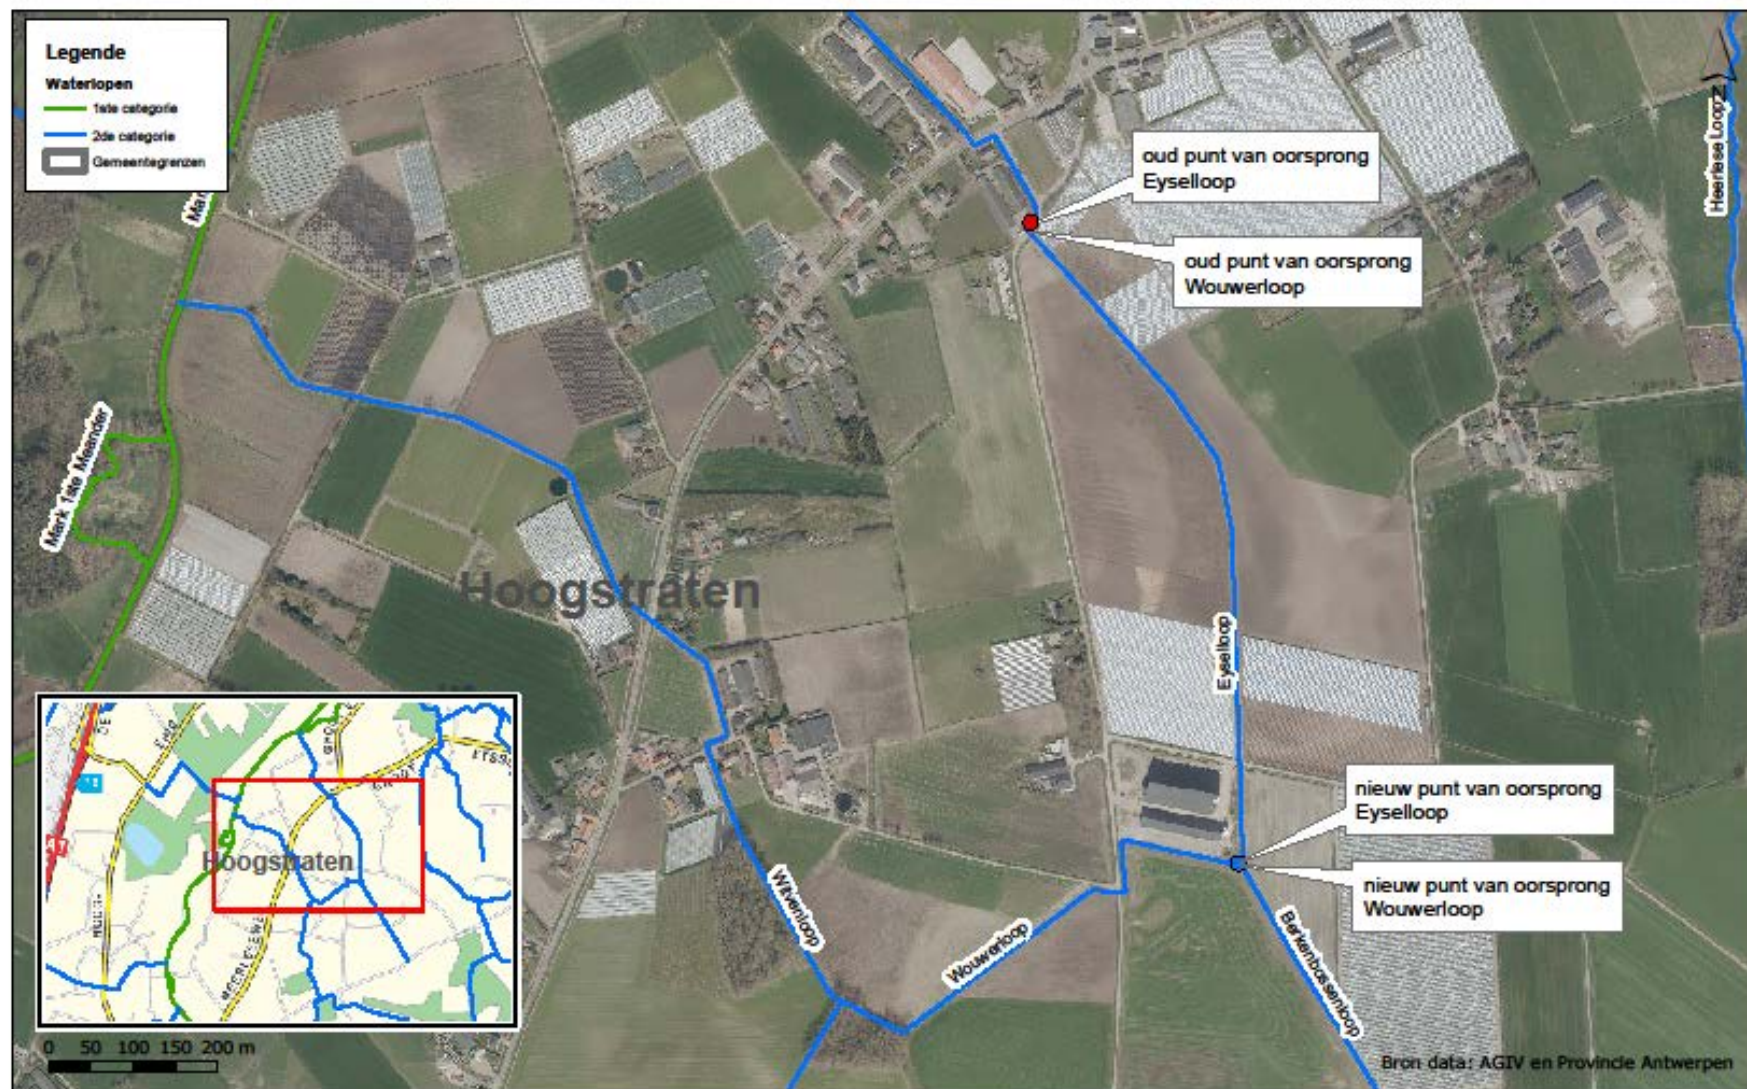 Legende
Waterlopen
1ste categorie
2de categorie
Gemeentegrenzen
Mark 1ste Meander
Hoogstraten
oud punt van oorsprong
Eyselloop
oud punt van oorsprong
Wouwerloop
N
Heerlese Loop
Eyselloop
nieuw punt van oorsprong
Eyselloop
nieuw punt van oorsprong
Wouwerloop
Witvenloop
Wouwerloop
Berkenbossenloop
Hoogstraten
0 50 100 150 200 m
Bron data: AGIV en Provincie Antwerpen